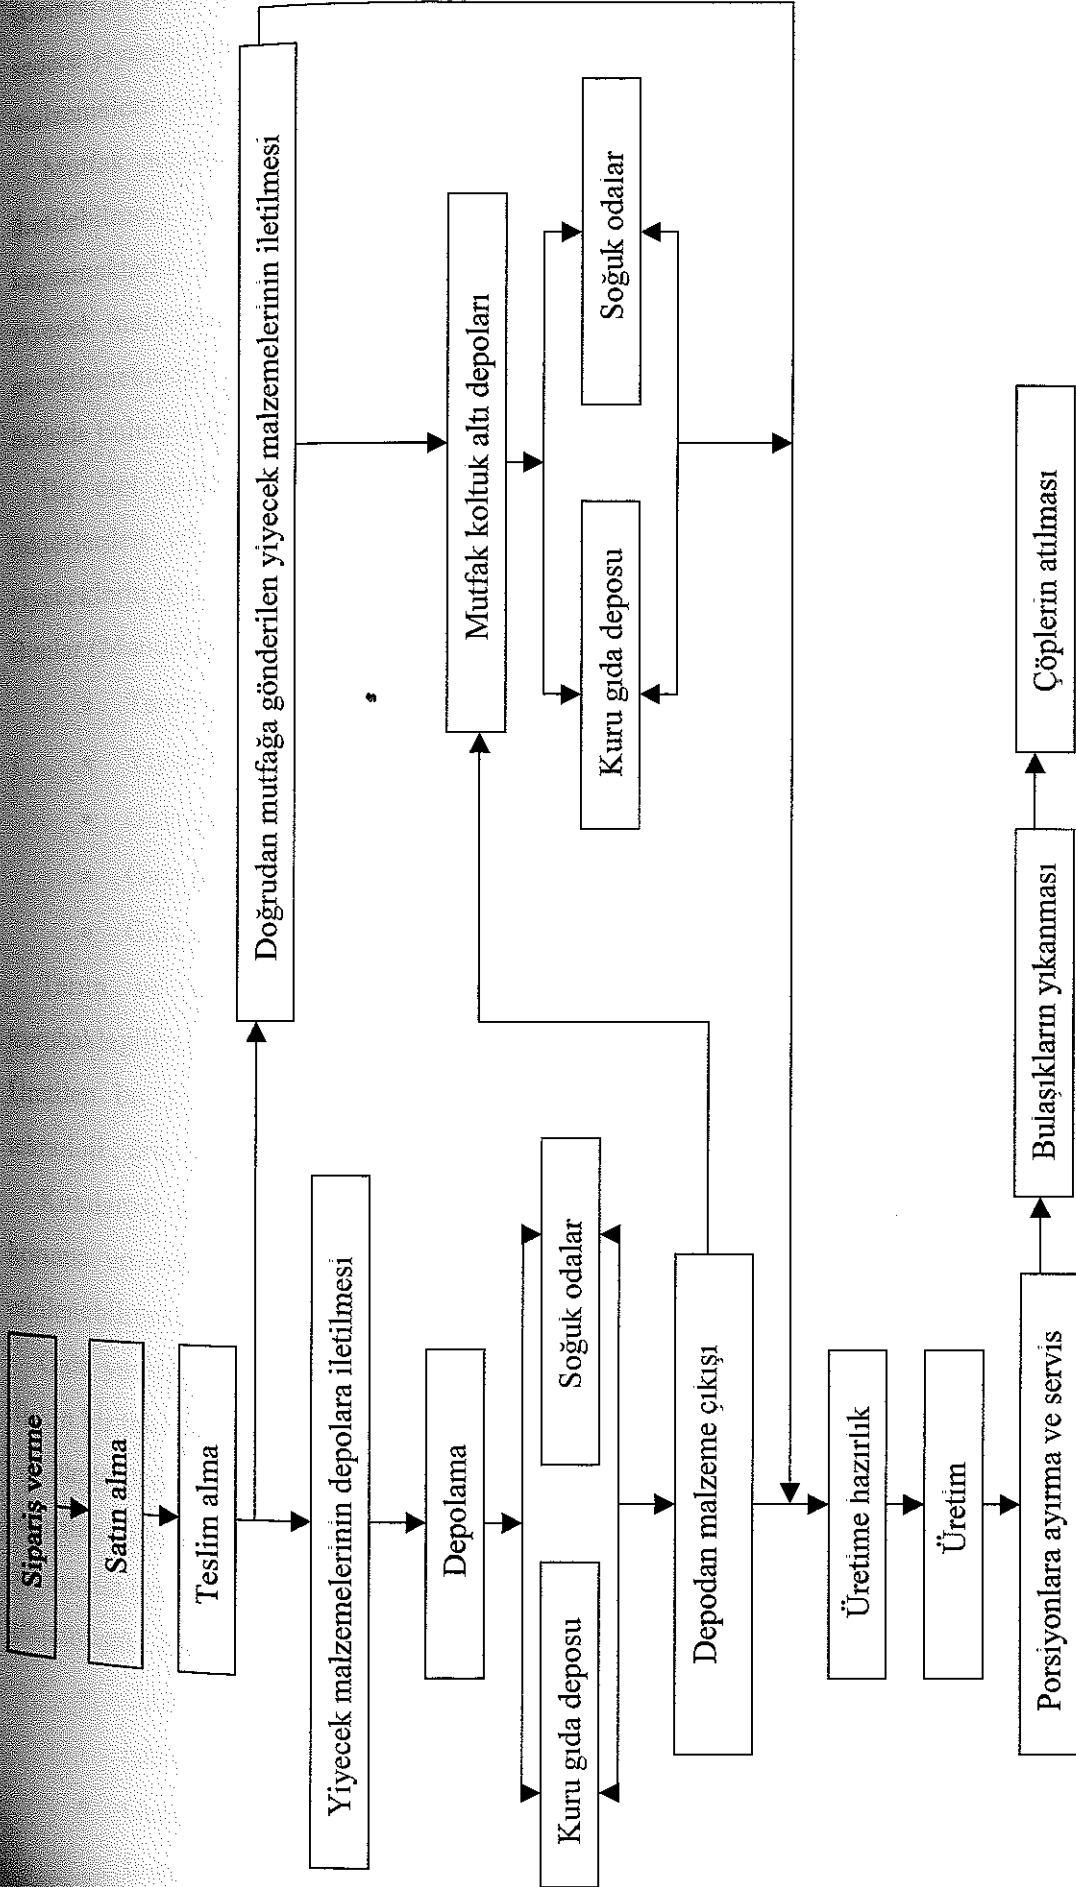 Sipariş verme
Satın alma
Teslim alma
Doğrudan mutfağa gönderilen yiyecek malzemelerinin iletilmesi
Yiyecek malzemelerinin depolara iletilmesi
Depolama
Mutfak koltuk altı depoları
Kuru gıda deposu
Soğuk odalar
Kuru gıda deposu
Soğuk odalar
Depodan malzeme çıkışı
Üretime hazırlık
Üretim
Porsiyonlara ayırma ve servis
Bulaşıkların yıkanması
Çöplerin atılması